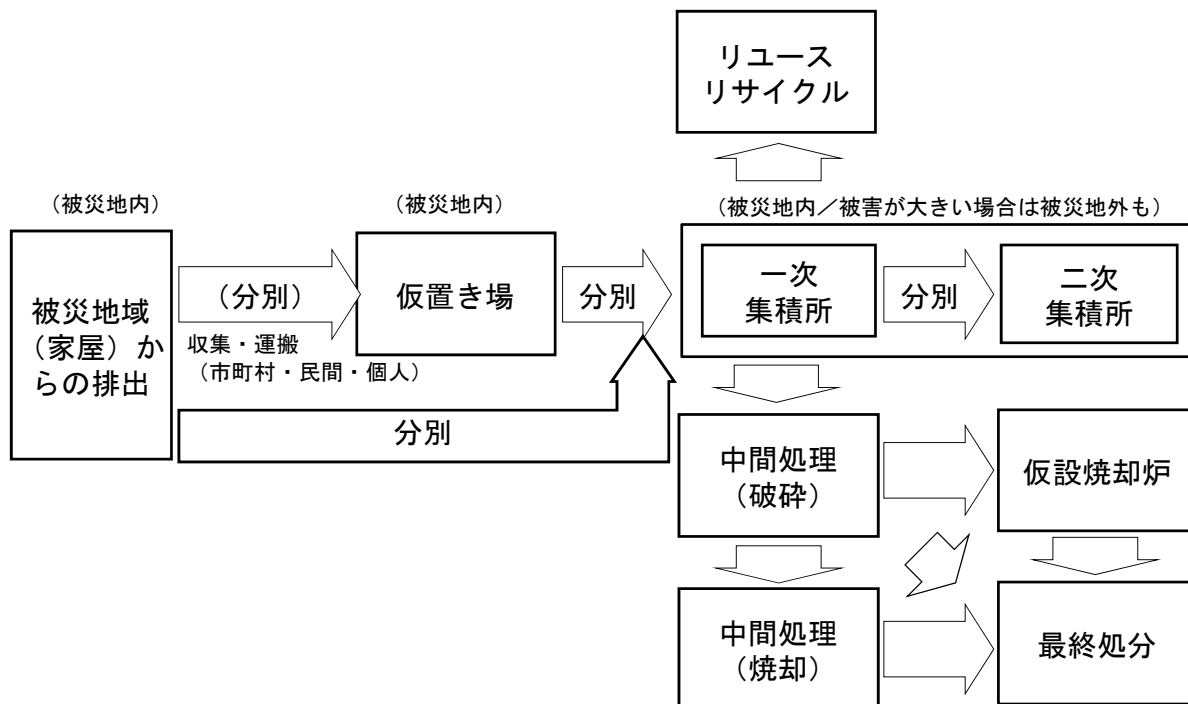 リユース
リサイクル
（被災地内）
（被災地内）
（被災地内／被害が大きい場合は被災地外も）
被災地域
（家屋）か
らの排出
（分別）
収集・運搬
（市町村・民間・個人）
仮置き場
分別
一次
集積所
分別
二次
集積所
分別
中間処理
（破砕）
仮設焼却炉
中間処理
（焼却）
最終処分